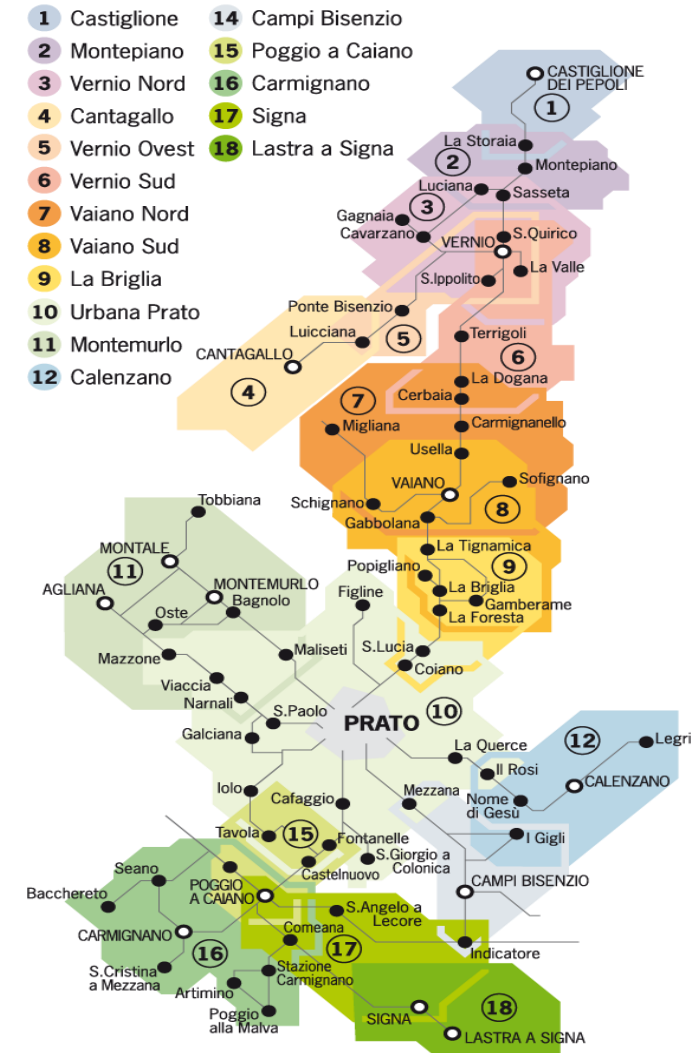 1 Castiglione
2 Montepiano
3 Vernio Nord
4 Cantagallo
5 Vernio Ovest
6 Vernio Sud
7 Vaiano Nord
8 Vaiano Sud
9 La Briglia
10 Urbana Prato
11 Montemurlo
12 Calenzano
14 Campi Bisenzio
15 Poggio a Caiano
16 Carmignano
17 Signa
18 Lastra a Signa
CASTIGLIONE
DEI PEPOLI
1
La Storaia
2
Montepiano
Luciana
Sasseta
3
Gagnaia
Cavarzano
S.Quirico
VERNIO
La Valle
S.Ippolito
Ponte Bisenzio
Luicciana
5
Terrigoli
CANTAGALLO
6
4
La Dogana
Cerbaia
7
Migliana
Carmignanello
Usella
Sofignano
VAIANO
Schignano
8
Gabbolana
Tobbiana
MONTALE
11
La Tignamica
Popigliano
9
AGLIANA
MONTEMURLO
Bagnolo
Figline
La Briglia
Gamberame
Oste
La Foresta
Mazzone
Maliseti
S.Lucia
Coiano
Viaccia
Narnali
S.Paolo
PRATO
10
Galciana
La Querce
12
Legri
Il Rosi
CALENZANO
Iolo
Cafaggio
Mezzana
Nome
di Gesù
Tavola
15
Fontanelle
I Gigli
S.Giorgio a
Colonica
Castelnuovo
Seano
POGGIO
A CAIANO
CAMPI BISENZIO
Bacchereto
S.Angelo a
Lecore
CARMIGNANO
Comeana
16
17
Indicatore
S.Cristina
a Mezzana
Stazione
Carmignano
Artimino
Poggio
alla Malva
SIGNA
18
LASTRA A SIGNA